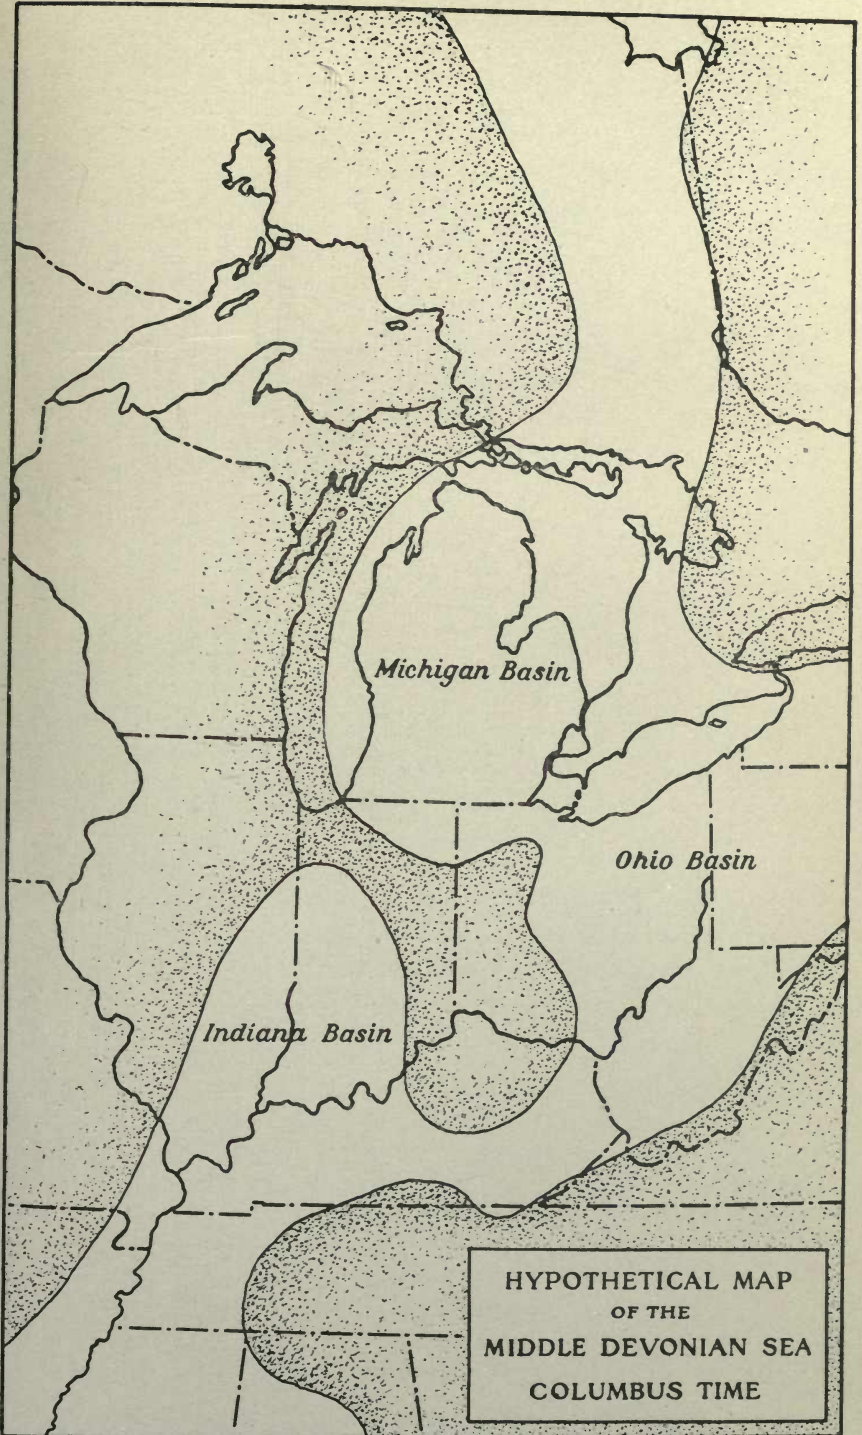 Michigan Basin
Ohio Basin
Indiana Basin
HYPOTHETICAL MAP
OF THE
MIDDLE DEVONIAN SEA
COLUMBUS TIME